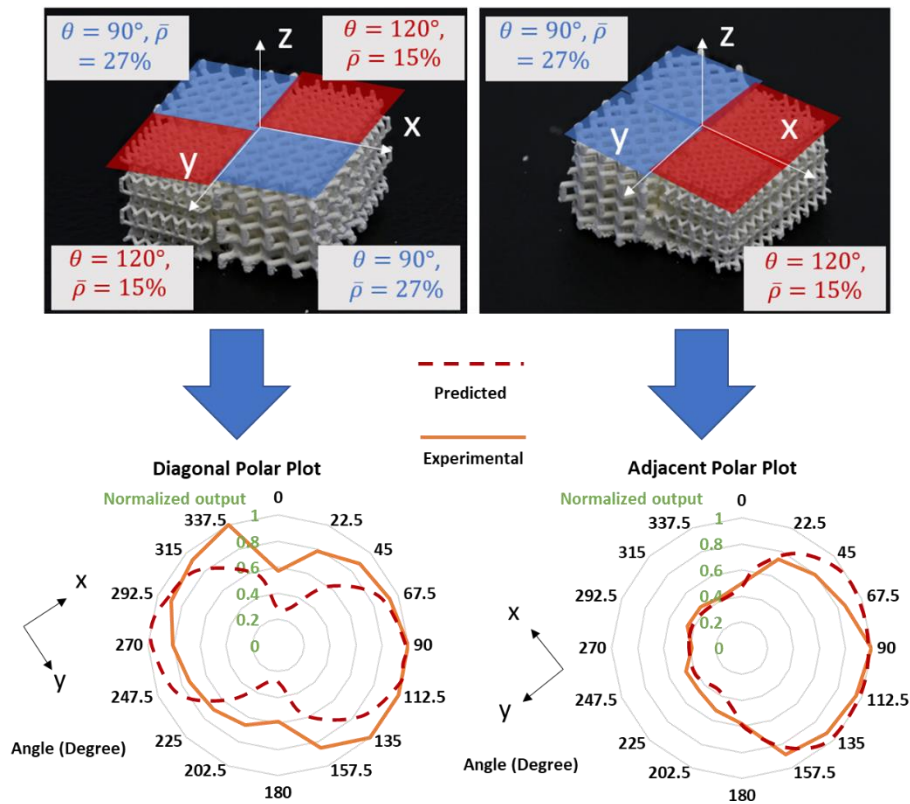 θ = 90°, ρ̄
= 27%
z
θ = 120°,
ρ̄ = 15%
x
y
θ = 120°,
ρ̄ = 15%
θ = 90°,
ρ̄ = 27%
θ = 90°, ρ̄
= 27%
z
x
y
θ = 120°,
ρ̄ = 15%
Predicted
Experimental
Diagonal Polar Plot
Normalized output
0
22.5
45
67.5
90
112.5
135
157.5
180
202.5
225
247.5
270
292.5
315
337.5
1
0.8
0.6
0.4
0.2
0
x
y
Angle (Degree)
Adjacent Polar Plot
Normalized output
0
22.5
45
67.5
90
112.5
135
157.5
180
202.5
225
247.5
270
292.5
315
337.5
1
0.8
0.6
0.4
0.2
0
x
y
Angle (Degree)